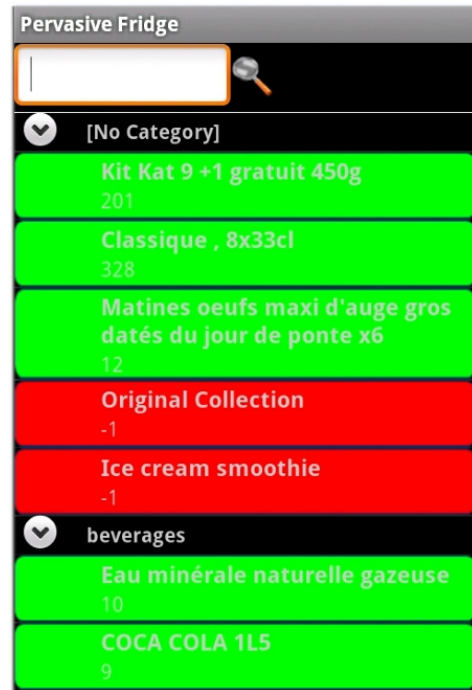 Pervasive Fridge
[No Category]
Kit Kat 9 +1 gratuit 450g
201
Classique , 8x33cl
328
Matines oeufs maxi d'auge gros
datés du jour de ponte x6
12
Original Collection
-1
Ice cream smoothie
-1
beverages
Eau minérale naturelle gazeuse
10
COCA COLA 1L5
9